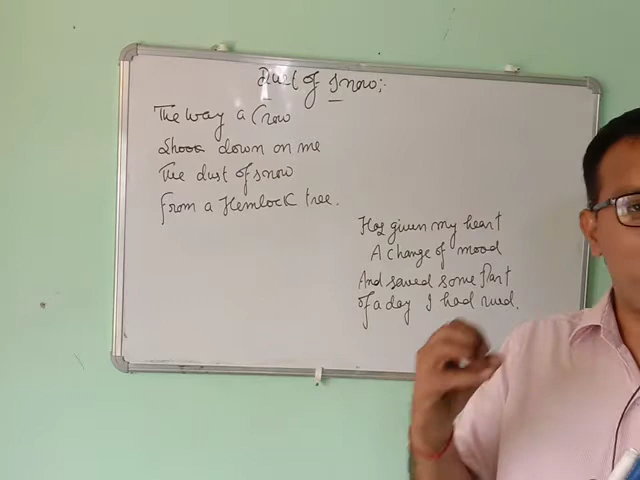 Dust of Snow:-
The way a Crow
Shook down on me
The dust of snow
From a Hemlock tree.
Has given my heart
A change of mood
And saved some Part
Of a day I had rued.